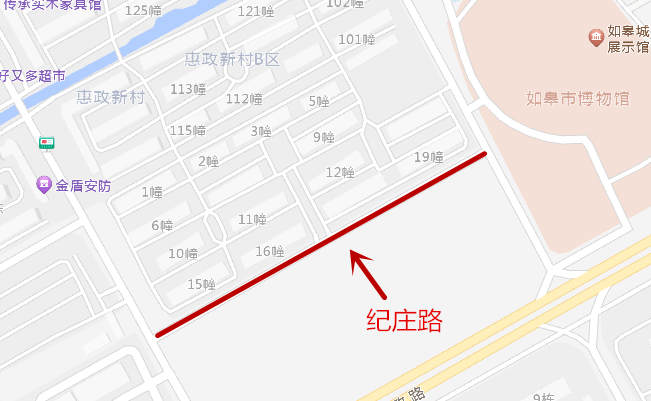 传承实木家具馆
125幢
121幢
102幢
101幢
如皋城
展示馆
惠政新村B区
好又多超市
惠政新村
113幢
112幢
5幢
如皋市博物馆
115幢
3幢
9幢
2幢
19幢
12幢
金盾安防
1幢
11幢
6幢
10幢
16幢
15幢
纪庄路
路
9栋